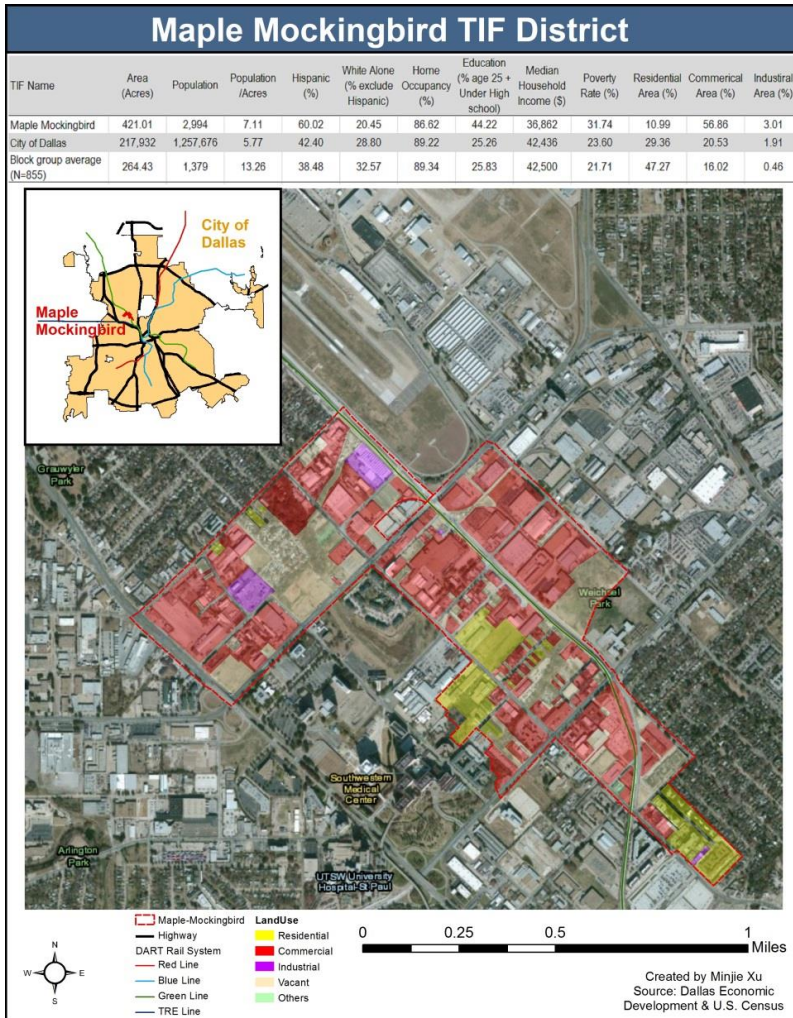 Maple Mockingbird TIF District
TIF Name Area (Acres) Population Population /Acres Hispanic (%) White Alone (% exclude Hispanic) Home Occupancy (%) Education (% age 25 + Under High school) Median Household Income ($) Poverty Rate (%) Residential Area (%) Commerical Area (%) Industiral Area (%)
Maple Mockingbird 421.01 2,994 7.11 60.02 20.45 86.62 44.22 36,862 31.74 10.99 56.86 3.01
City of Dallas 217,932 1,257,676 5.77 42.40 28.80 89.22 25.26 42,436 23.60 29.36 20.53 1.91
Block group average (N=855) 264.43 1,379 13.26 38.48 32.57 89.34 25.83 42,500 21.71 47.27 16.02 0.46
City of
Dallas
Maple
Mockingbird
Grauwyler
Park
Weichsel
Park
Southwestern
Medical
Center
Arlington
Park
UTSW University
Hospital-St Paul
Maple-Mockingbird
Highway
DART Rail System
Red Line
Blue Line
Green Line
TRE Line
LandUse
Residential
Commercial
Industrial
Vacant
Others
0 0.25 0.5 1
Miles
N
W E
S
Created by Minjie Xu
Source: Dallas Economic
Development & U.S. Census